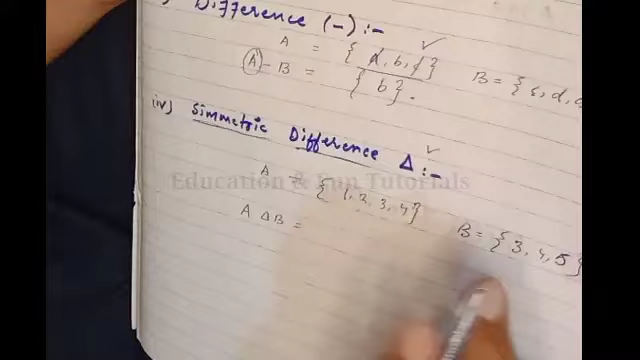 Difference (-) :-
A = {a, b, c}   B = {c, d, a
A - B = { b}.
iv) Simmetric Difference Δ :-
Education & Fun Tutorials
A = { 1, 2, 3, 4}   B = {3, 4, 5}
A Δ B =